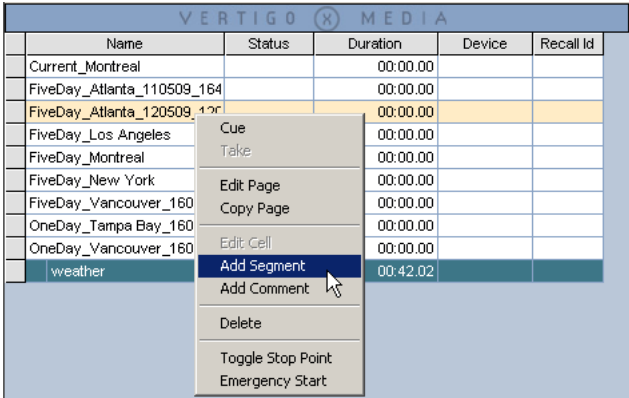 VERTIGO X MEDIA
Name Status Duration Device Recall Id
Current_Montreal 00:00.00
FiveDay_Atlanta_110509_164 00:00.00
FiveDay_Atlanta_120509_120 00:00.00
FiveDay_Los Angeles 00:00.00
FiveDay_Montreal 00:00.00
FiveDay_New York 00:00.00
FiveDay_Vancouver_160 00:00.00
OneDay_Tampa Bay_160 00:00.00
OneDay_Vancouver_160 00:00.00
weather 00:42.02
Cue
Take
Edit Page
Copy Page
Edit Cell
Add Segment
Add Comment
Delete
Toggle Stop Point
Emergency Start